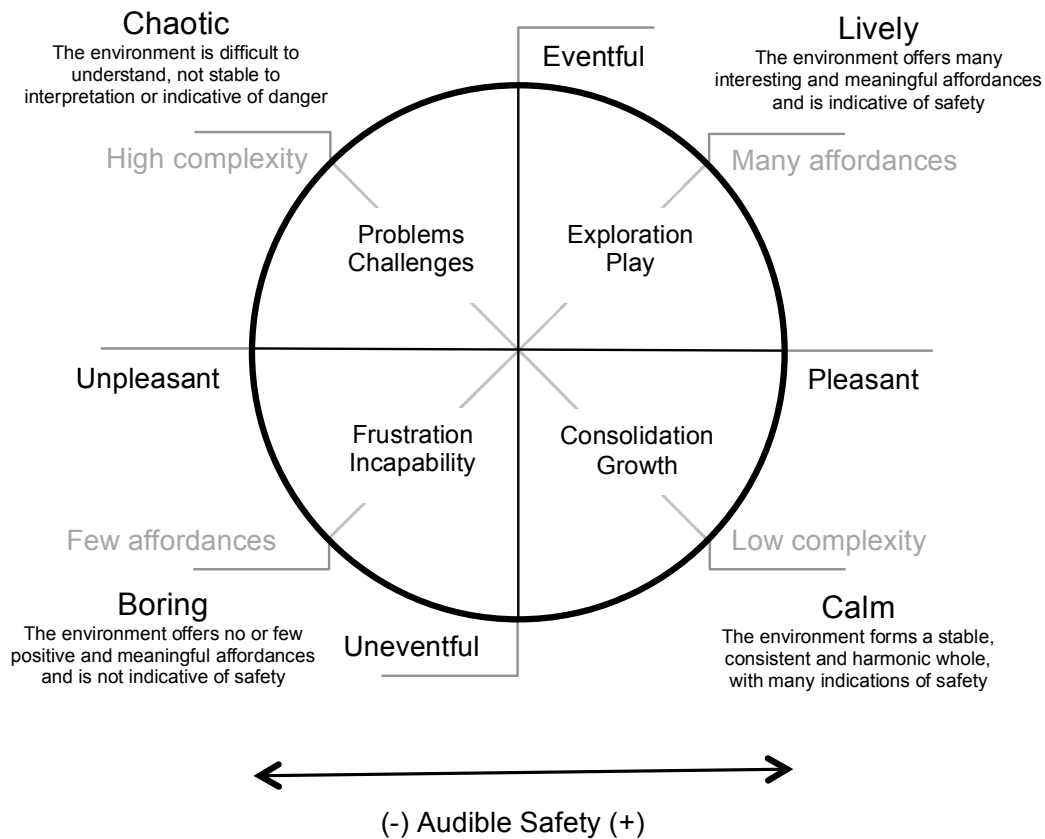 Chaotic
The environment is difficult to
understand, not stable to
interpretation or indicative of danger
Eventful
Lively
The environment offers many
interesting and meaningful affordances
and is indicative of safety
High complexity
Many affordances
Problems
Challenges
Exploration
Play
Unpleasant
Pleasant
Frustration
Incapability
Consolidation
Growth
Few affordances
Low complexity
Boring
The environment offers no or few
positive and meaningful affordances
and is not indicative of safety
Uneventful
Calm
The environment forms a stable,
consistent and harmonic whole,
with many indications of safety
(-) Audible Safety (+)